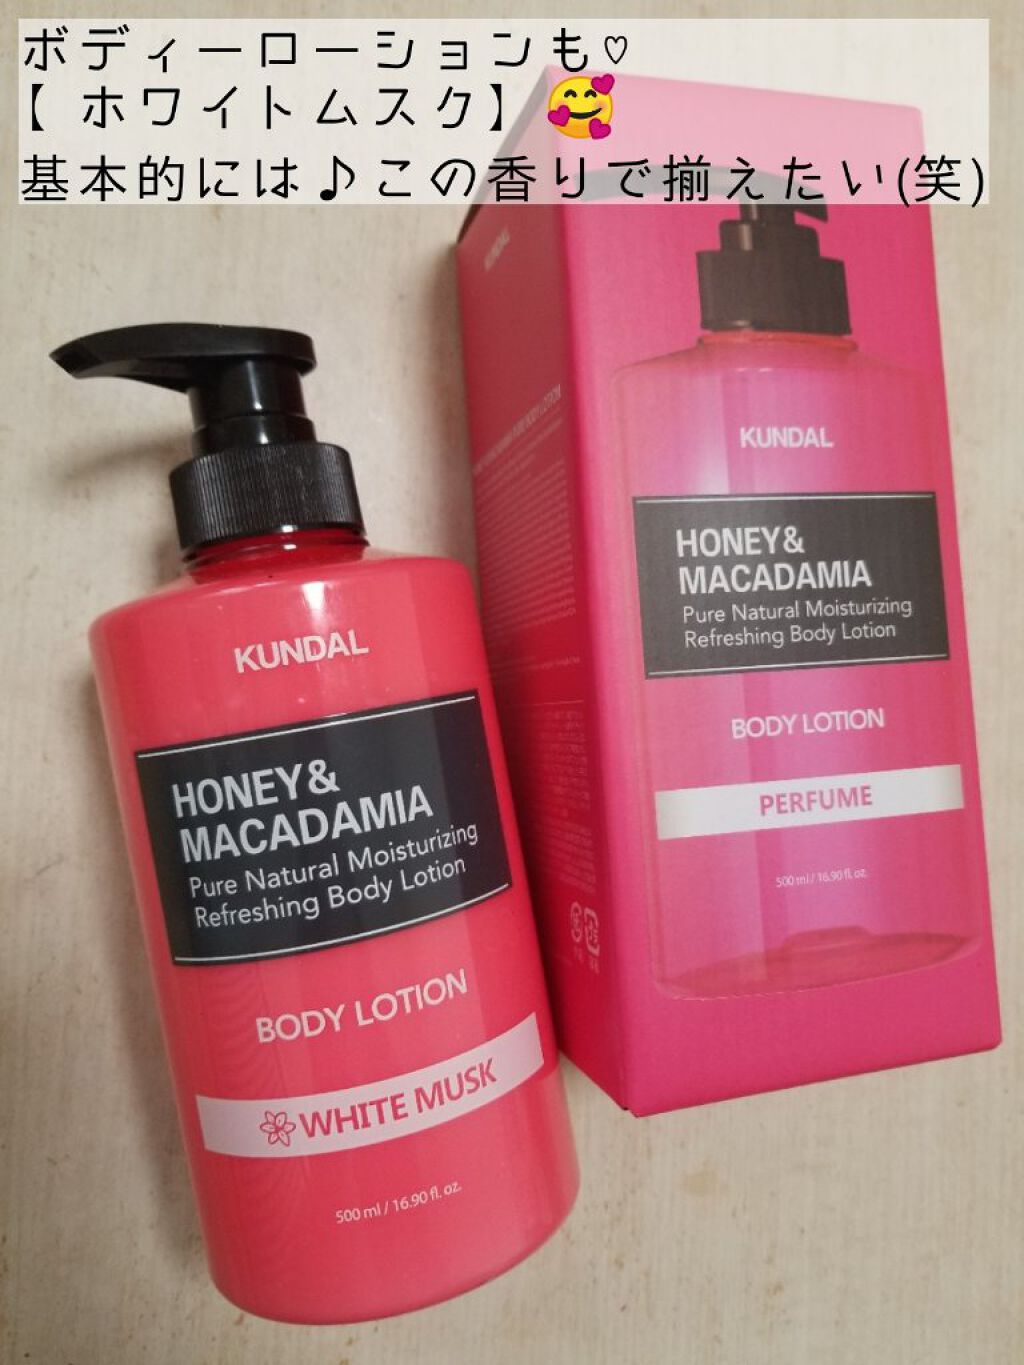 ボディーローションも♡
【ホワイトムスク】🥰
基本的には♪この香りで揃えたい(笑)
KUNDAL
HONEY&
MACADAMIA
Pure Natural Moisturizing
Refreshing Body Lotion
BODY LOTION
WHITE MUSK
500 ml / 16.90 fl. oz.
KUNDAL
KUNDAL
HONEY&
MACADAMIA
Pure Natural Moisturizing
Refreshing Body Lotion
BODY LOTION
PERFUME
500 ml / 16.90 fl. oz.